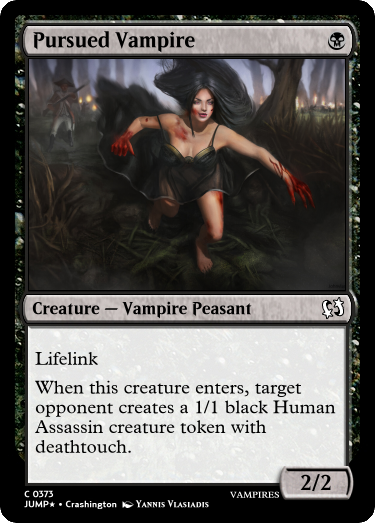 Pursued Vampire
Creature — Vampire Peasant
Lifelink
When this creature enters, target
opponent creates a 1/1 black Human
Assassin creature token with
deathtouch.
2/2
C 0373
VAMPIRES
JUMP★ • Crashington Yannis Vlasiadis